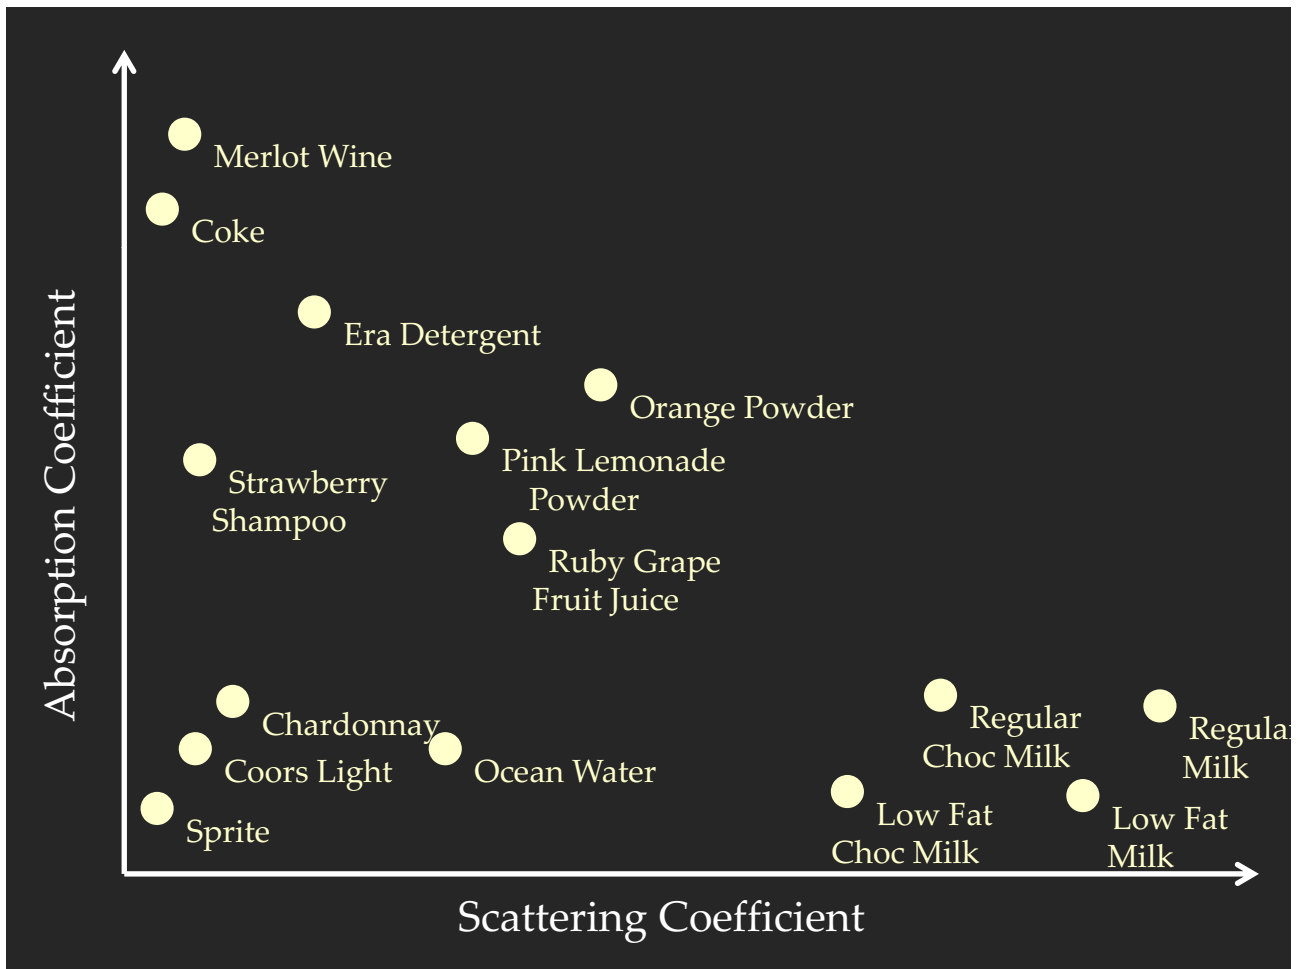 Merlot Wine
Coke
Era Detergent
Orange Powder
Pink Lemonade
Powder
Strawberry
Shampoo
Ruby Grape
Fruit Juice
Chardonnay
Coors Light
Ocean Water
Sprite
Regular
Choc Milk
Regular
Milk
Low Fat
Choc Milk
Low Fat
Milk
Absorption Coefficient
Scattering Coefficient